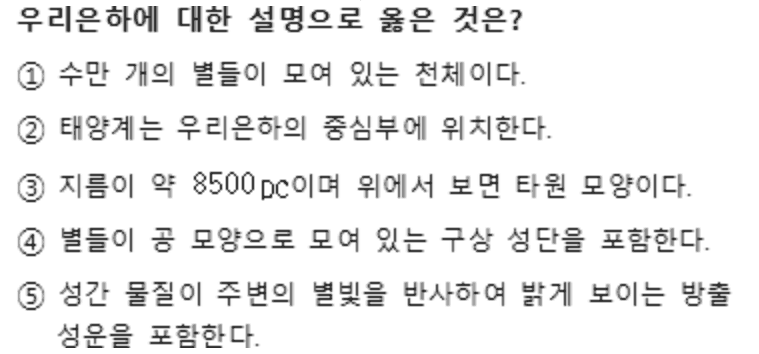 우리은하에 대한 설명으로 옳은 것은?
① 수만 개의 별들이 모여 있는 천체이다.
② 태양계는 우리은하의 중심부에 위치한다.
③ 지름이 약 8500pc이며 위에서 보면 타원 모양이다.
④ 별들이 공 모양으로 모여 있는 구상 성단을 포함한다.
⑤ 성간 물질이 주변의 별빛을 반사하여 밝게 보이는 방출
성운을 포함한다.